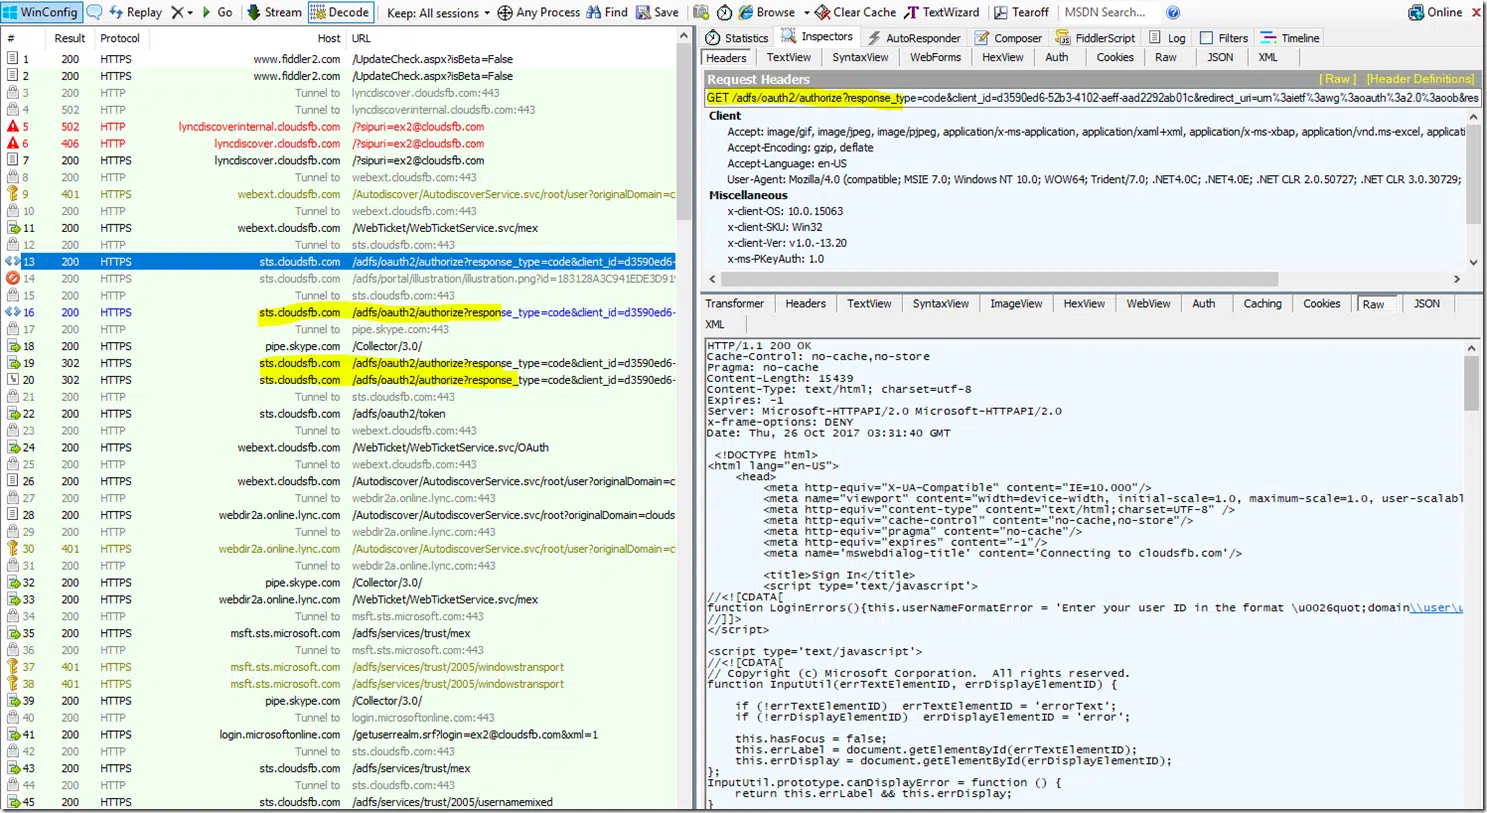 WinConfig Replay X Go Stream Decode Keep: All sessions Any Process Find Save Browse Clear Cache TextWizard Tearoff MSDN Search... Online
# Result Protocol Host URL
1 200 HTTPS www.fiddler2.com /UpdateCheck.aspx?isBeta=False
2 200 HTTPS www.fiddler2.com /UpdateCheck.aspx?isBeta=False
3 200 HTTP Tunnel to lyncdiscover.cloudsfb.com:443
4 502 HTTP Tunnel to lyncdiscoverinternal.cloudsfb.com:443
5 502 HTTPS lyncdiscoverinternal.cloudsfb.com /?sipuri=ex2@cloudsfb.com
6 406 HTTPS lyncdiscover.cloudsfb.com /?sipuri=ex2@cloudsfb.com
7 200 HTTPS lyncdiscover.cloudsfb.com /?sipuri=ex2@cloudsfb.com
8 200 HTTP Tunnel to webext.cloudsfb.com:443
9 401 HTTPS webext.cloudsfb.com /Autodiscover/AutodiscoverService.svc/root/user?originalDomain=c
10 200 HTTP Tunnel to webext.cloudsfb.com:443
11 200 HTTPS webext.cloudsfb.com /WebTicket/WebTicketService.svc/mex
12 200 HTTP Tunnel to sts.cloudsfb.com:443
13 200 HTTPS sts.cloudsfb.com /adfs/oauth2/authorize?response_type=code&client_id=d3590ed6-
14 200 HTTPS sts.cloudsfb.com /adfs/portal/illustration/illustration.png?id=183128A3C941EDE3D91
15 200 HTTP Tunnel to sts.cloudsfb.com:443
16 200 HTTPS sts.cloudsfb.com /adfs/oauth2/authorize?response_type=code&client_id=d3590ed6-
17 200 HTTP Tunnel to pipe.skype.com:443
18 200 HTTPS pipe.skype.com /Collector/3.0/
19 302 HTTPS sts.cloudsfb.com /adfs/oauth2/authorize?response_type=code&client_id=d3590ed6-
20 302 HTTPS sts.cloudsfb.com /adfs/oauth2/authorize?response_type=code&client_id=d3590ed6-
21 200 HTTP Tunnel to sts.cloudsfb.com:443
22 200 HTTPS sts.cloudsfb.com /adfs/oauth2/token
23 200 HTTP Tunnel to webext.cloudsfb.com:443
24 200 HTTPS webext.cloudsfb.com /WebTicket/WebTicketService.svc/OAuth
25 200 HTTP Tunnel to webext.cloudsfb.com:443
26 200 HTTPS webext.cloudsfb.com /Autodiscover/AutodiscoverService.svc/root/user?originalDomain=c
27 200 HTTP Tunnel to webdir2a.online.lync.com:443
28 200 HTTPS webdir2a.online.lync.com /Autodiscover/AutodiscoverService.svc/root?originalDomain=clouds
29 200 HTTP Tunnel to webdir2a.online.lync.com:443
30 401 HTTPS webdir2a.online.lync.com /Autodiscover/AutodiscoverService.svc/root/user?originalDomain=c
31 200 HTTP Tunnel to webdir2a.online.lync.com:443
32 200 HTTPS pipe.skype.com /Collector/3.0/
33 200 HTTPS webdir2a.online.lync.com /WebTicket/WebTicketService.svc/mex
34 200 HTTP Tunnel to msft.sts.microsoft.com:443
35 200 HTTPS msft.sts.microsoft.com /adfs/services/trust/mex
36 200 HTTP Tunnel to msft.sts.microsoft.com:443
37 401 HTTPS msft.sts.microsoft.com /adfs/services/trust/2005/windowstransport
38 401 HTTPS msft.sts.microsoft.com /adfs/services/trust/2005/windowstransport
39 200 HTTPS pipe.skype.com /Collector/3.0/
40 200 HTTP Tunnel to login.microsoftonline.com:443
41 200 HTTPS login.microsoftonline.com /getuserrealm.srf?login=ex2@cloudsfb.com&xml=1
42 200 HTTP Tunnel to sts.cloudsfb.com:443
43 200 HTTPS sts.cloudsfb.com /adfs/services/trust/mex
44 200 HTTP Tunnel to sts.cloudsfb.com:443
45 200 HTTPS sts.cloudsfb.com /adfs/services/trust/2005/usernamemixed
Statistics Inspectors AutoResponder Composer FiddlerScript Log Filters Timeline
Headers TextView SyntaxView WebForms HexView Auth Cookies Raw JSON XML
Request Headers [ Raw ] [Header Definitions]
GET /adfs/oauth2/authorize?response_type=code&client_id=d3590ed6-52b3-4102-aeff-aad2292ab01c&redirect_uri=urn%3aietf%3awg%3aoauth%3a2.0%3aoob&res
Client
Accept: image/gif, image/jpeg, image/pjpeg, application/x-ms-application, application/xaml+xml, application/x-ms-xbap, application/vnd.ms-excel, applicati
Accept-Encoding: gzip, deflate
Accept-Language: en-US
User-Agent: Mozilla/4.0 (compatible; MSIE 7.0; Windows NT 10.0; WOW64; Trident/7.0; .NET4.0C; .NET4.0E; .NET CLR 2.0.50727; .NET CLR 3.0.30729;
Miscellaneous
x-client-OS: 10.0.15063
x-client-SKU: Win32
x-client-Ver: v1.0.-13.20
x-ms-PKeyAuth: 1.0
Transformer Headers TextView SyntaxView ImageView HexView WebView Auth Caching Cookies Raw JSON
XML
HTTP/1.1 200 OK
Cache-Control: no-cache,no-store
Pragma: no-cache
Content-Length: 15439
Content-Type: text/html; charset=utf-8
Expires: -1
Server: Microsoft-HTTPAPI/2.0 Microsoft-HTTPAPI/2.0
x-frame-options: DENY
Date: Thu, 26 Oct 2017 03:31:40 GMT
<!DOCTYPE html>
<html lang="en-US">
<head>
<meta http-equiv="X-UA-Compatible" content="IE=10.000"/>
<meta name="viewport" content="width=device-width, initial-scale=1.0, maximum-scale=1.0, user-scalabl
<meta http-equiv="content-type" content="text/html;charset=UTF-8" />
<meta http-equiv="cache-control" content="no-cache,no-store"/>
<meta http-equiv="pragma" content="no-cache"/>
<meta http-equiv="expires" content="-1"/>
<meta name='mswebdialog-title' content='Connecting to cloudsfb.com'/>
<title>Sign In</title>
<script type='text/javascript'>
//<![CDATA[
function LoginErrors(){this.userNameFormatError = 'Enter your user ID in the format \u0026quot;domain\\user\u
//]]>
</script>
<script type='text/javascript'>
//<![CDATA[
// Copyright (c) Microsoft Corporation. All rights reserved.
function InputUtil(errTextElementID, errDisplayElementID) {
if (!errTextElementID) errTextElementID = 'errorText';
if (!errDisplayElementID) errDisplayElementID = 'error';
this.hasFocus = false;
this.errLabel = document.getElementById(errTextElementID);
this.errDisplay = document.getElementById(errDisplayElementID);
};
InputUtil.prototype.canDisplayError = function () {
return this.errLabel && this.errDisplay;
}